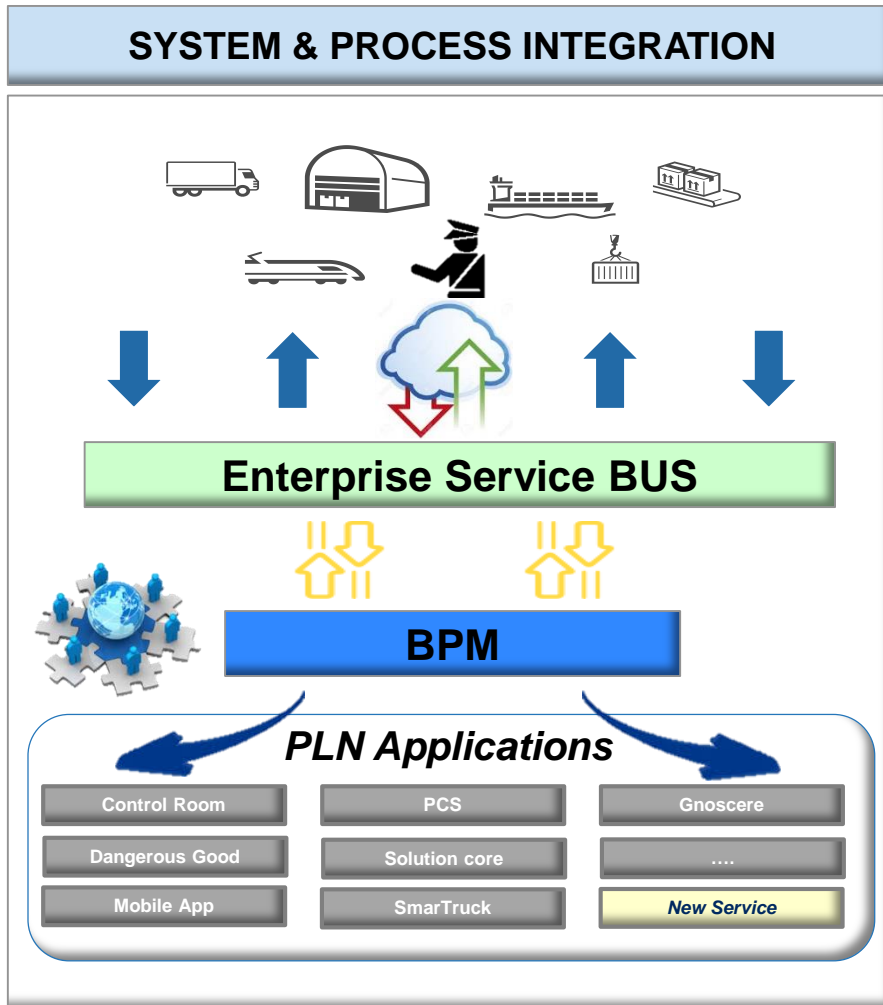 SYSTEM & PROCESS INTEGRATION
Enterprise Service BUS
BPM
PLN Applications
Control Room
PCS
Gnoscere
Dangerous Good
Solution core
....
Mobile App
SmarTruck
New Service